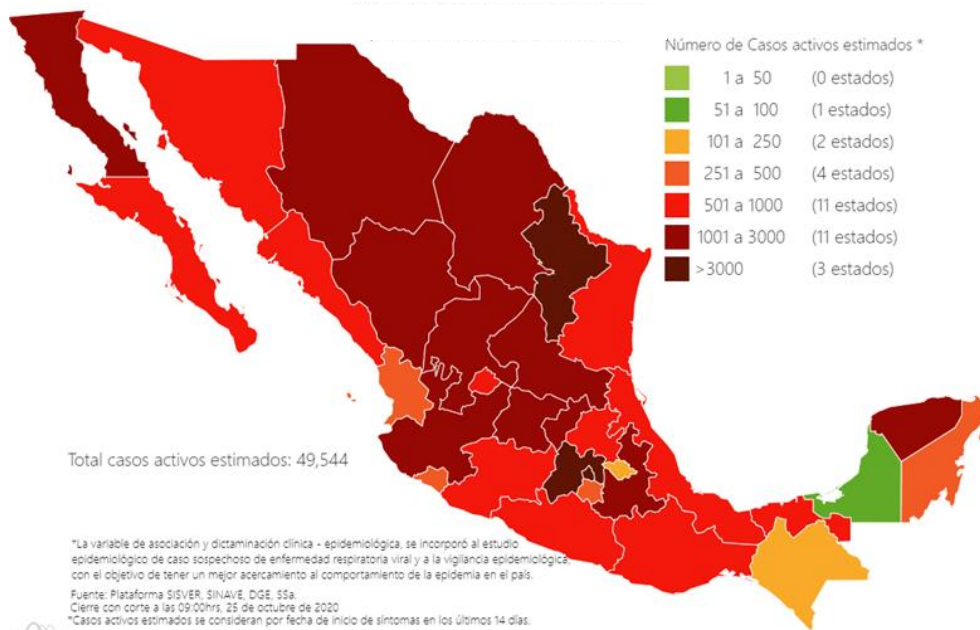 Número de Casos activos estimados *
1 a 50 (0 estados)
51 a 100 (1 estados)
101 a 250 (2 estados)
251 a 500 (4 estados)
501 a 1000 (11 estados)
1001 a 3000 (11 estados)
>3000 (3 estados)
Total casos activos estimados: 49,544
*La variable de asociación y dictaminación clínica - epidemiológica, se incorporó al estudio
epidemiológico de caso sospechoso de enfermedad respiratoria viral y a la vigilancia epidemiológica,
con el objetivo de tener un mejor acercamiento al comportamiento de la epidemia en el país.
Fuente: Plataforma SISVER, SINAVE, DGE, SSa.
Cierre con corte a las 09:00hrs, 25 de octubre de 2020
*Casos activos estimados se consideran por fecha de inicio de síntomas en los últimos 14 días.